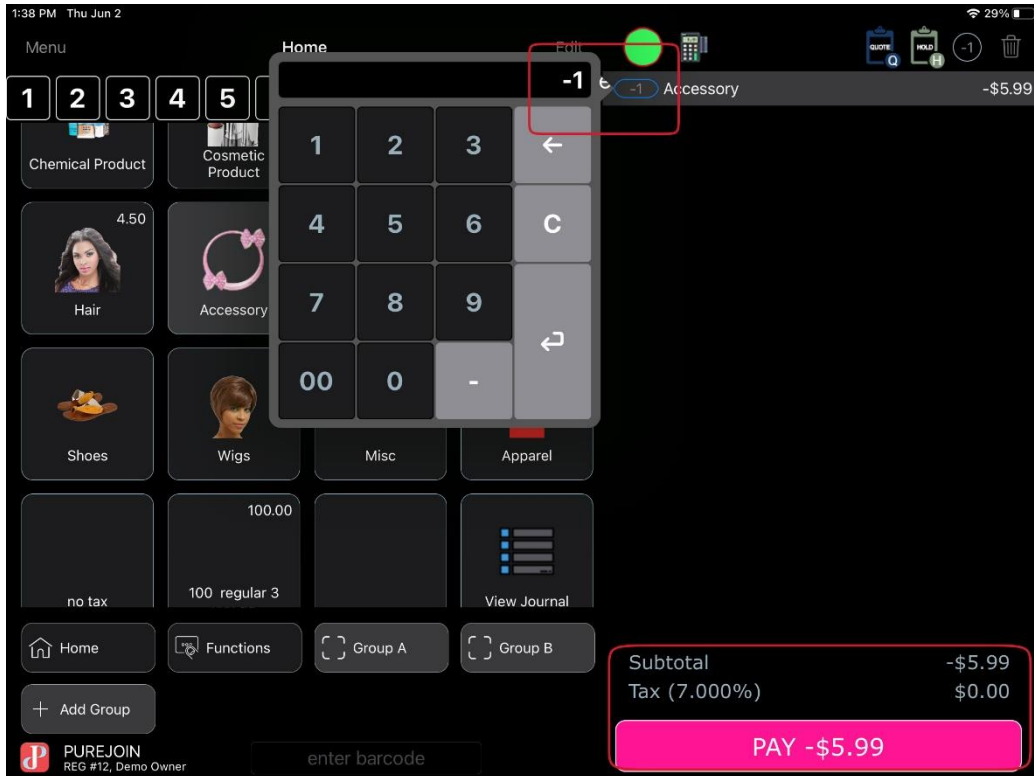 1:38 PM Thu Jun 2
29%
Menu
Home
Edit
QUOTE
Q
HOLD
H
-1
1 2 3 4 5
-1
-1 Accessory -$5.99
Chemical Product
Cosmetic
Product
1 2 3
4 5 6 C
7 8 9
00 0 -
4.50
Hair
Accessory
Shoes
Wigs
Misc
Apparel
no tax
100.00
100 regular 3
View Journal
Home
Functions
Group A
Group B
+ Add Group
Subtotal -$5.99
Tax (7.000%) $0.00
PAY -$5.99
PUREJOIN
REG #12, Demo Owner
enter barcode